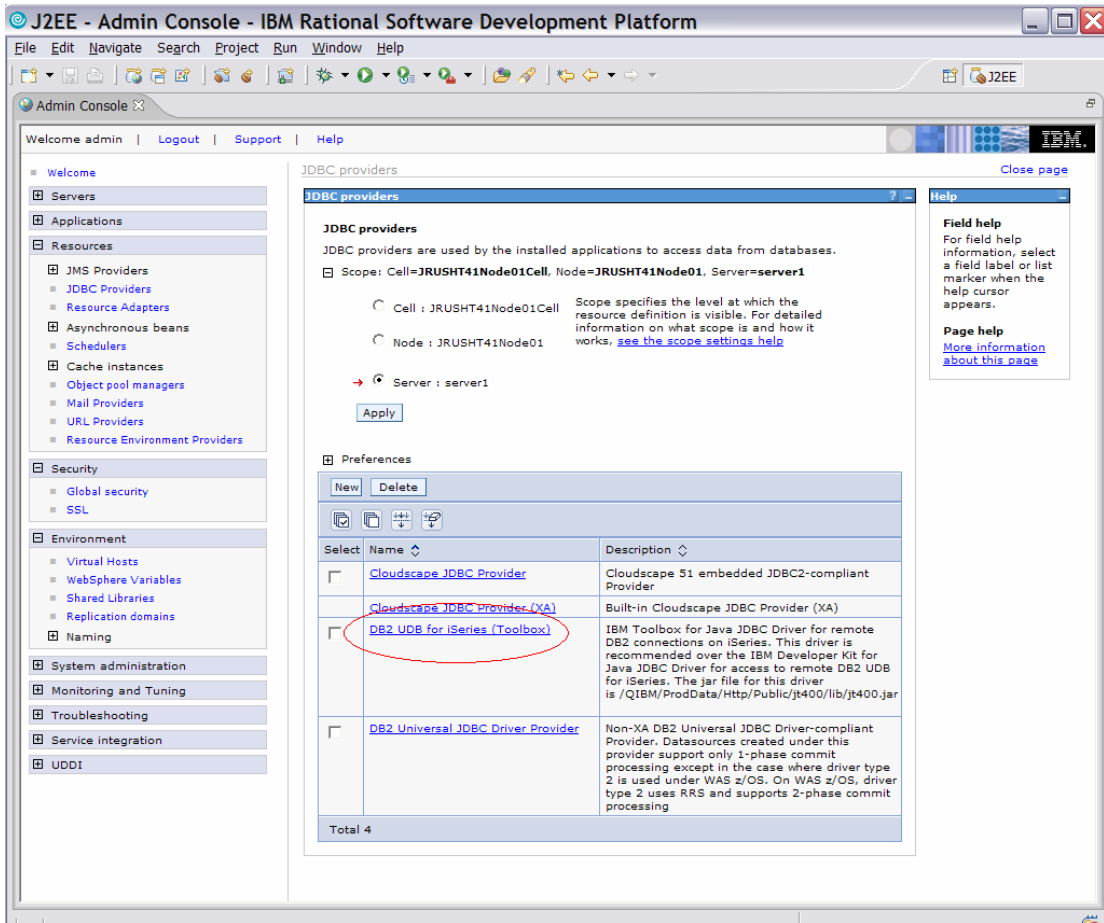 J2EE - Admin Console - IBM Rational Software Development Platform
File Edit Navigate Search Project Run Window Help
J2EE
Admin Console
Welcome admin | Logout | Support | Help
IBM.
Welcome
Servers
Applications
Resources
JMS Providers
JDBC Providers
Resource Adapters
Asynchronous beans
Schedulers
Cache instances
Object pool managers
Mail Providers
URL Providers
Resource Environment Providers
Security
Global security
SSL
Environment
Virtual Hosts
WebSphere Variables
Shared Libraries
Replication domains
Naming
System administration
Monitoring and Tuning
Troubleshooting
Service integration
UDDI
JDBC providers
Close page
JDBC providers
? -
JDBC providers
JDBC providers are used by the installed applications to access data from databases.
Scope: Cell=JRUSHT41Node01Cell, Node=JRUSHT41Node01, Server=server1
Cell : JRUSHT41Node01Cell
Node : JRUSHT41Node01
Server : server1
Scope specifies the level at which the
resource definition is visible. For detailed
information on what scope is and how it
works, see the scope settings help
Apply
Preferences
New Delete
Select Name Description
Cloudscape JDBC Provider
Cloudscape 51 embedded JDBC2-compliant
Provider
Cloudscape JDBC Provider (XA)
Built-in Cloudscape JDBC Provider (XA)
DB2 UDB for iSeries (Toolbox)
IBM Toolbox for Java JDBC Driver for remote
DB2 connections on iSeries. This driver is
recommended over the IBM Developer Kit for
Java JDBC Driver for access to remote DB2 UDB
for iSeries. The jar file for this driver
is /QIBM/ProdData/Http/Public/jt400/lib/jt400.jar
DB2 Universal JDBC Driver Provider
Non-XA DB2 Universal JDBC Driver-compliant
Provider. Datasources created under this
provider support only 1-phase commit
processing except in the case where driver type
2 is used under WAS z/OS. On WAS z/OS, driver
type 2 uses RRS and supports 2-phase commit
processing
Total 4
Help
Field help
For field help
information, select
a field label or list
marker when the
help cursor
appears.
Page help
More information
about this page